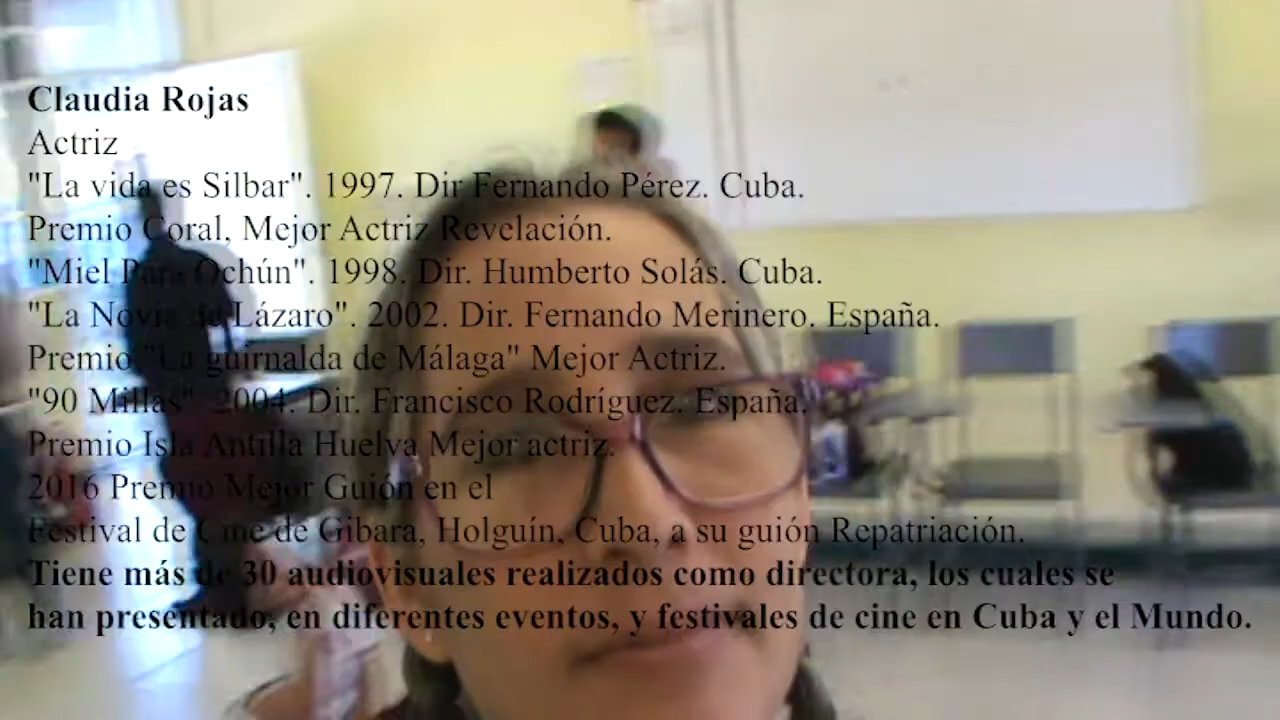 Claudia Rojas
Actriz
"La vida es Silbar". 1997. Dir Fernando Pérez. Cuba.
Premio Coral, Mejor Actriz Revelación.
"Miel Para Ochún". 1998. Dir. Humberto Solás. Cuba.
"La Novia de Lázaro". 2002. Dir. Fernando Merinero. España.
Premio "La guirnalda de Málaga" Mejor Actriz.
"90 Millas". 2004. Dir. Francisco Rodríguez. España.
Premio Isla Antilla Huelva Mejor actriz.
2016 Premio Mejor Guión en el
Festival de Cine de Gibara, Holguín, Cuba, a su guión Repatriación.
Tiene más de 30 audiovisuales realizados como directora, los cuales se
han presentado, en diferentes eventos, y festivales de cine en Cuba y el Mundo.